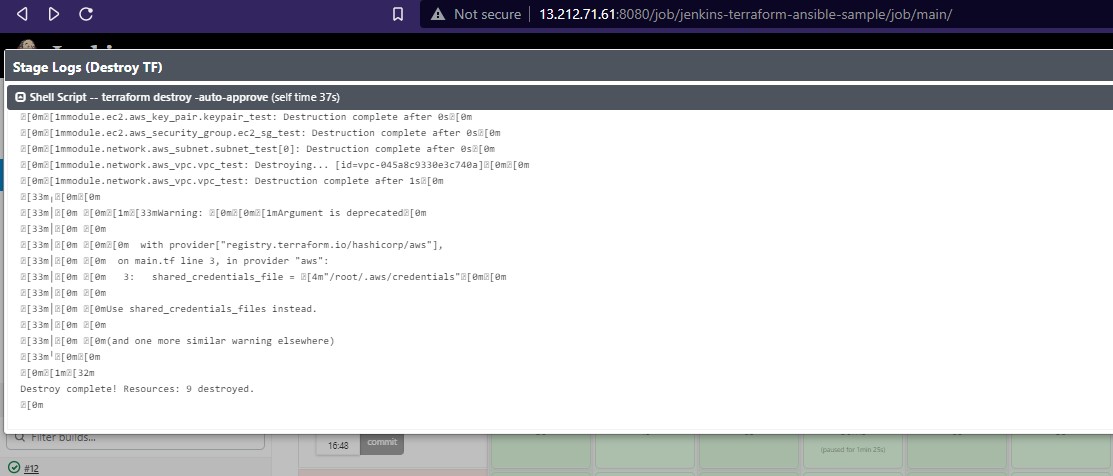 Not secure | 13.212.71.61:8080/job/jenkins-terraform-ansible-sample/job/main/
Stage Logs (Destroy TF)
Shell Script -- terraform destroy -auto-approve (self time 37s)
[0m[1mmodule.ec2.aws_key_pair.keypair_test: Destruction complete after 0s[0m
[0m[1mmodule.ec2.aws_security_group.ec2_sg_test: Destruction complete after 0s[0m
[0m[1mmodule.network.aws_subnet.subnet_test[0]: Destruction complete after 0s[0m
[0m[1mmodule.network.aws_vpc.vpc_test: Destroying... [id=vpc-045a8c9330e3c740a][0m[0m
[0m[1mmodule.network.aws_vpc.vpc_test: Destruction complete after 1s[0m
[33m╷[0m[0m
[33m│[0m [0m[1m[33mWarning: [0m[0m[1mArgument is deprecated[0m
[33m│[0m [0m
[33m│[0m [0m[0m  with provider["registry.terraform.io/hashicorp/aws"],
[33m│[0m [0m  on main.tf line 3, in provider "aws":
[33m│[0m [0m   3:   shared_credentials_file = [4m"/root/.aws/credentials"[0m[0m
[33m│[0m [0m
[33m│[0m [0mUse shared_credentials_files instead.
[33m│[0m [0m
[33m│[0m [0m(and one more similar warning elsewhere)
[33m╵[0m[0m
[0m[1m[32m
Destroy complete! Resources: 9 destroyed.
[0m
Filter builds...
16:48
commit
(paused for 1min 25s)
#12